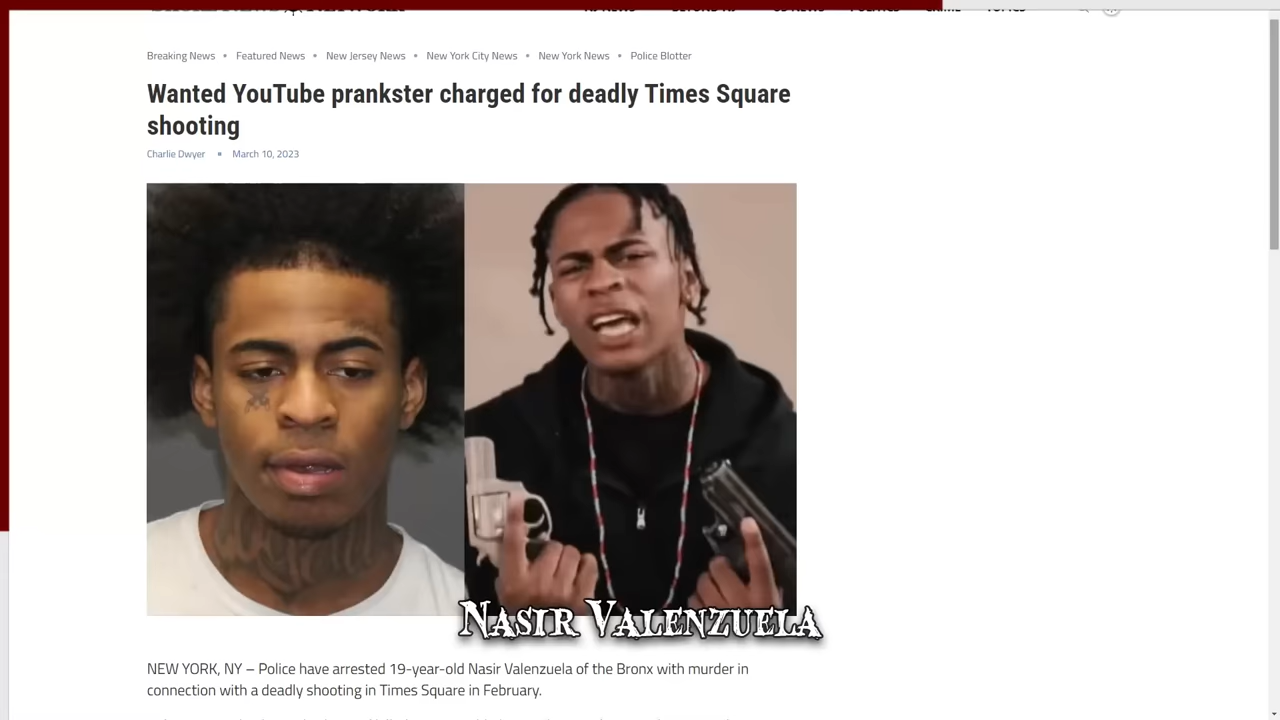 Breaking News • Featured News • New Jersey News • New York City News • New York News • Police Blotter
Wanted YouTube prankster charged for deadly Times Square
shooting
Charlie Dwyer ▪ March 10, 2023
Nasir Valenzuela
NEW YORK, NY – Police have arrested 19-year-old Nasir Valenzuela of the Bronx with murder in
connection with a deadly shooting in Times Square in February.